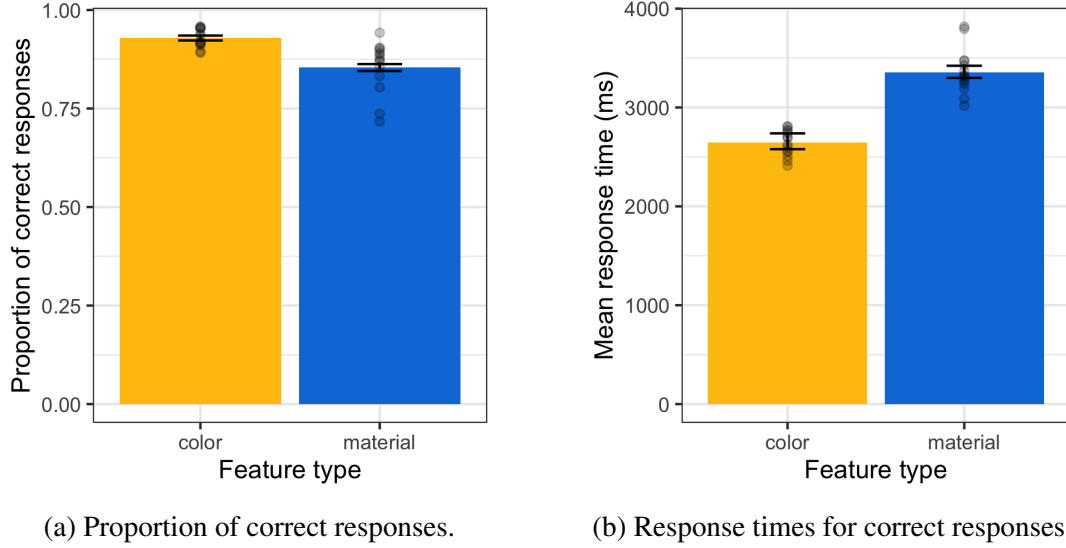 Proportion of correct responses
1.00
0.75
0.50
0.25
0.00
color
material
Feature type
(a) Proportion of correct responses.
Mean response time (ms)
4000
3000
2000
1000
0
color
material
Feature type
(b) Response times for correct responses